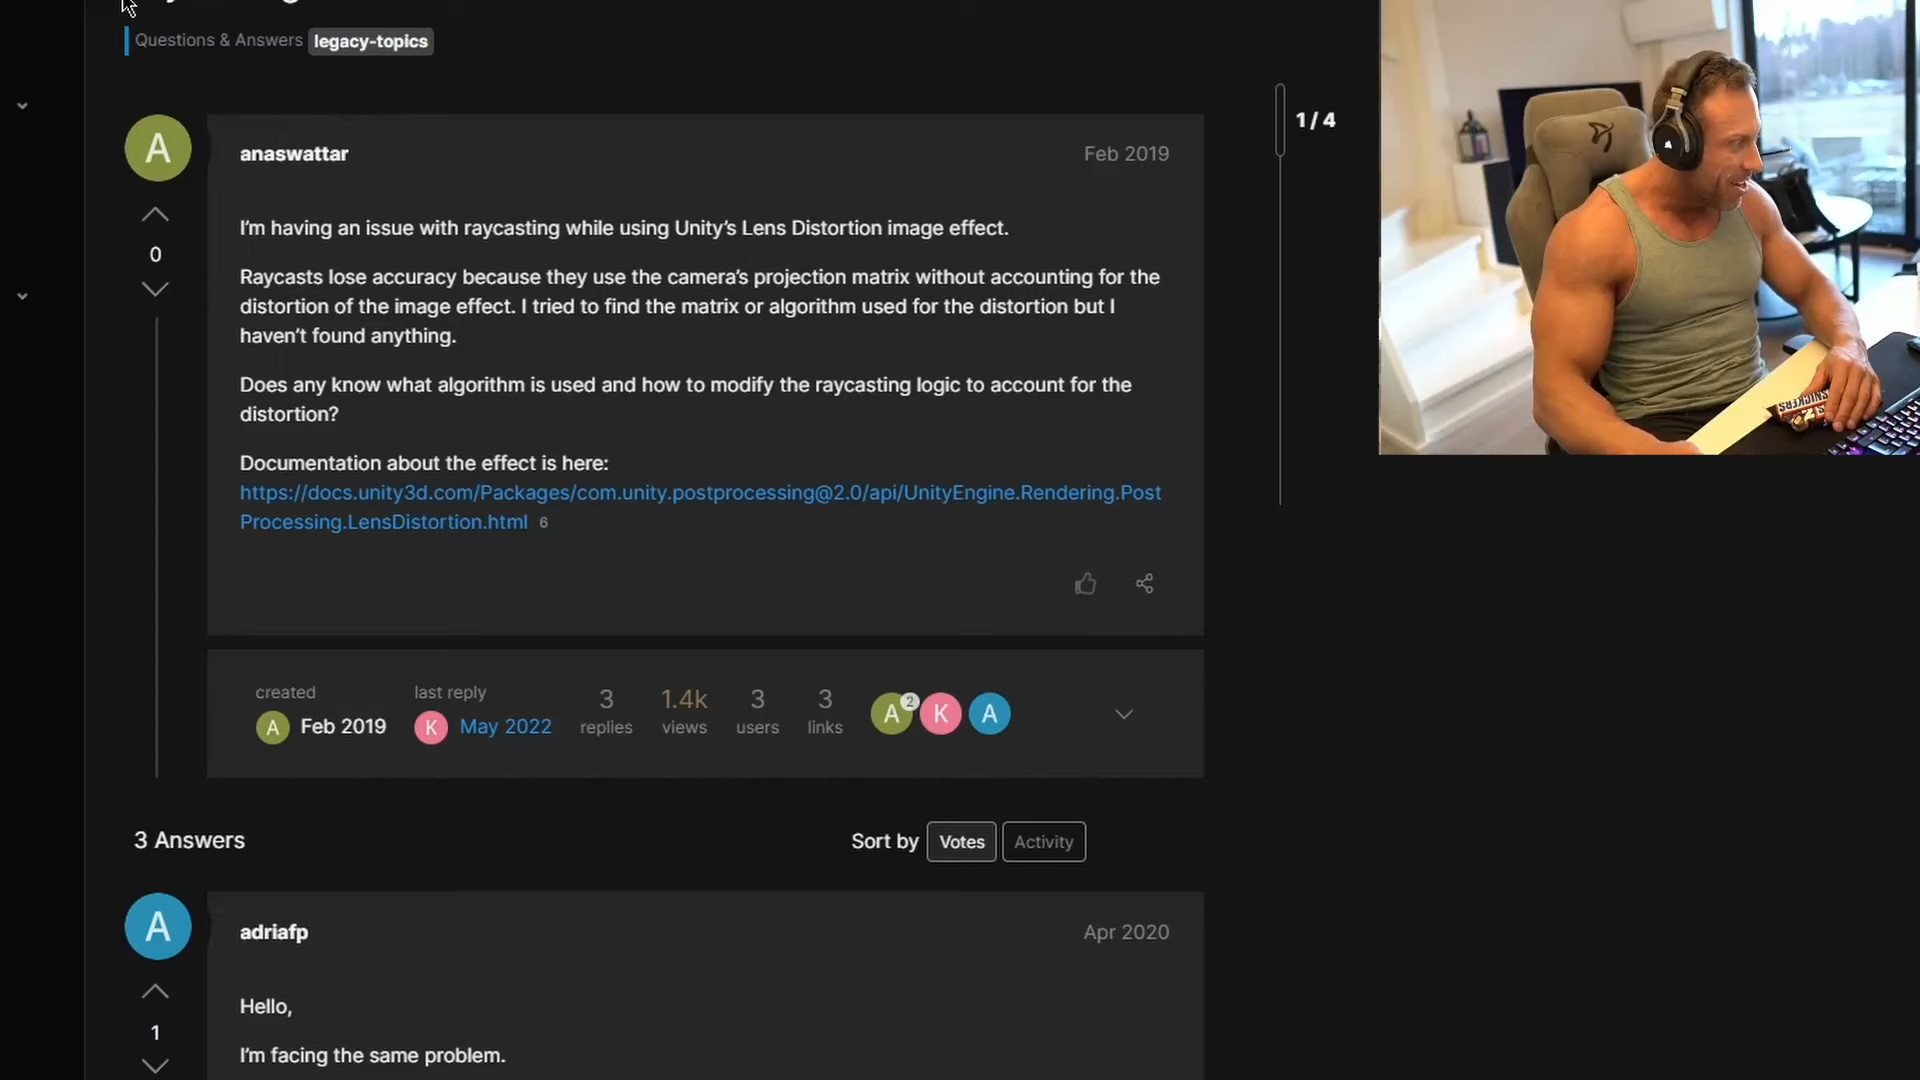 Questions & Answers legacy-topics
1 / 4
A
anaswattar
Feb 2019
0
I'm having an issue with raycasting while using Unity's Lens Distortion image effect.
Raycasts lose accuracy because they use the camera's projection matrix without accounting for the
distortion of the image effect. I tried to find the matrix or algorithm used for the distortion but I
haven't found anything.
Does any know what algorithm is used and how to modify the raycasting logic to account for the
distortion?
Documentation about the effect is here:
https://docs.unity3d.com/Packages/com.unity.postprocessing@2.0/api/UnityEngine.Rendering.Post
Processing.LensDistortion.html 6
created
A Feb 2019
last reply
K May 2022
3
replies
1.4k
views
3
users
3
links
A 2 K A
3 Answers
Sort by Votes Activity
A
adriafp
Apr 2020
1
Hello,
I'm facing the same problem.
SNICKERS